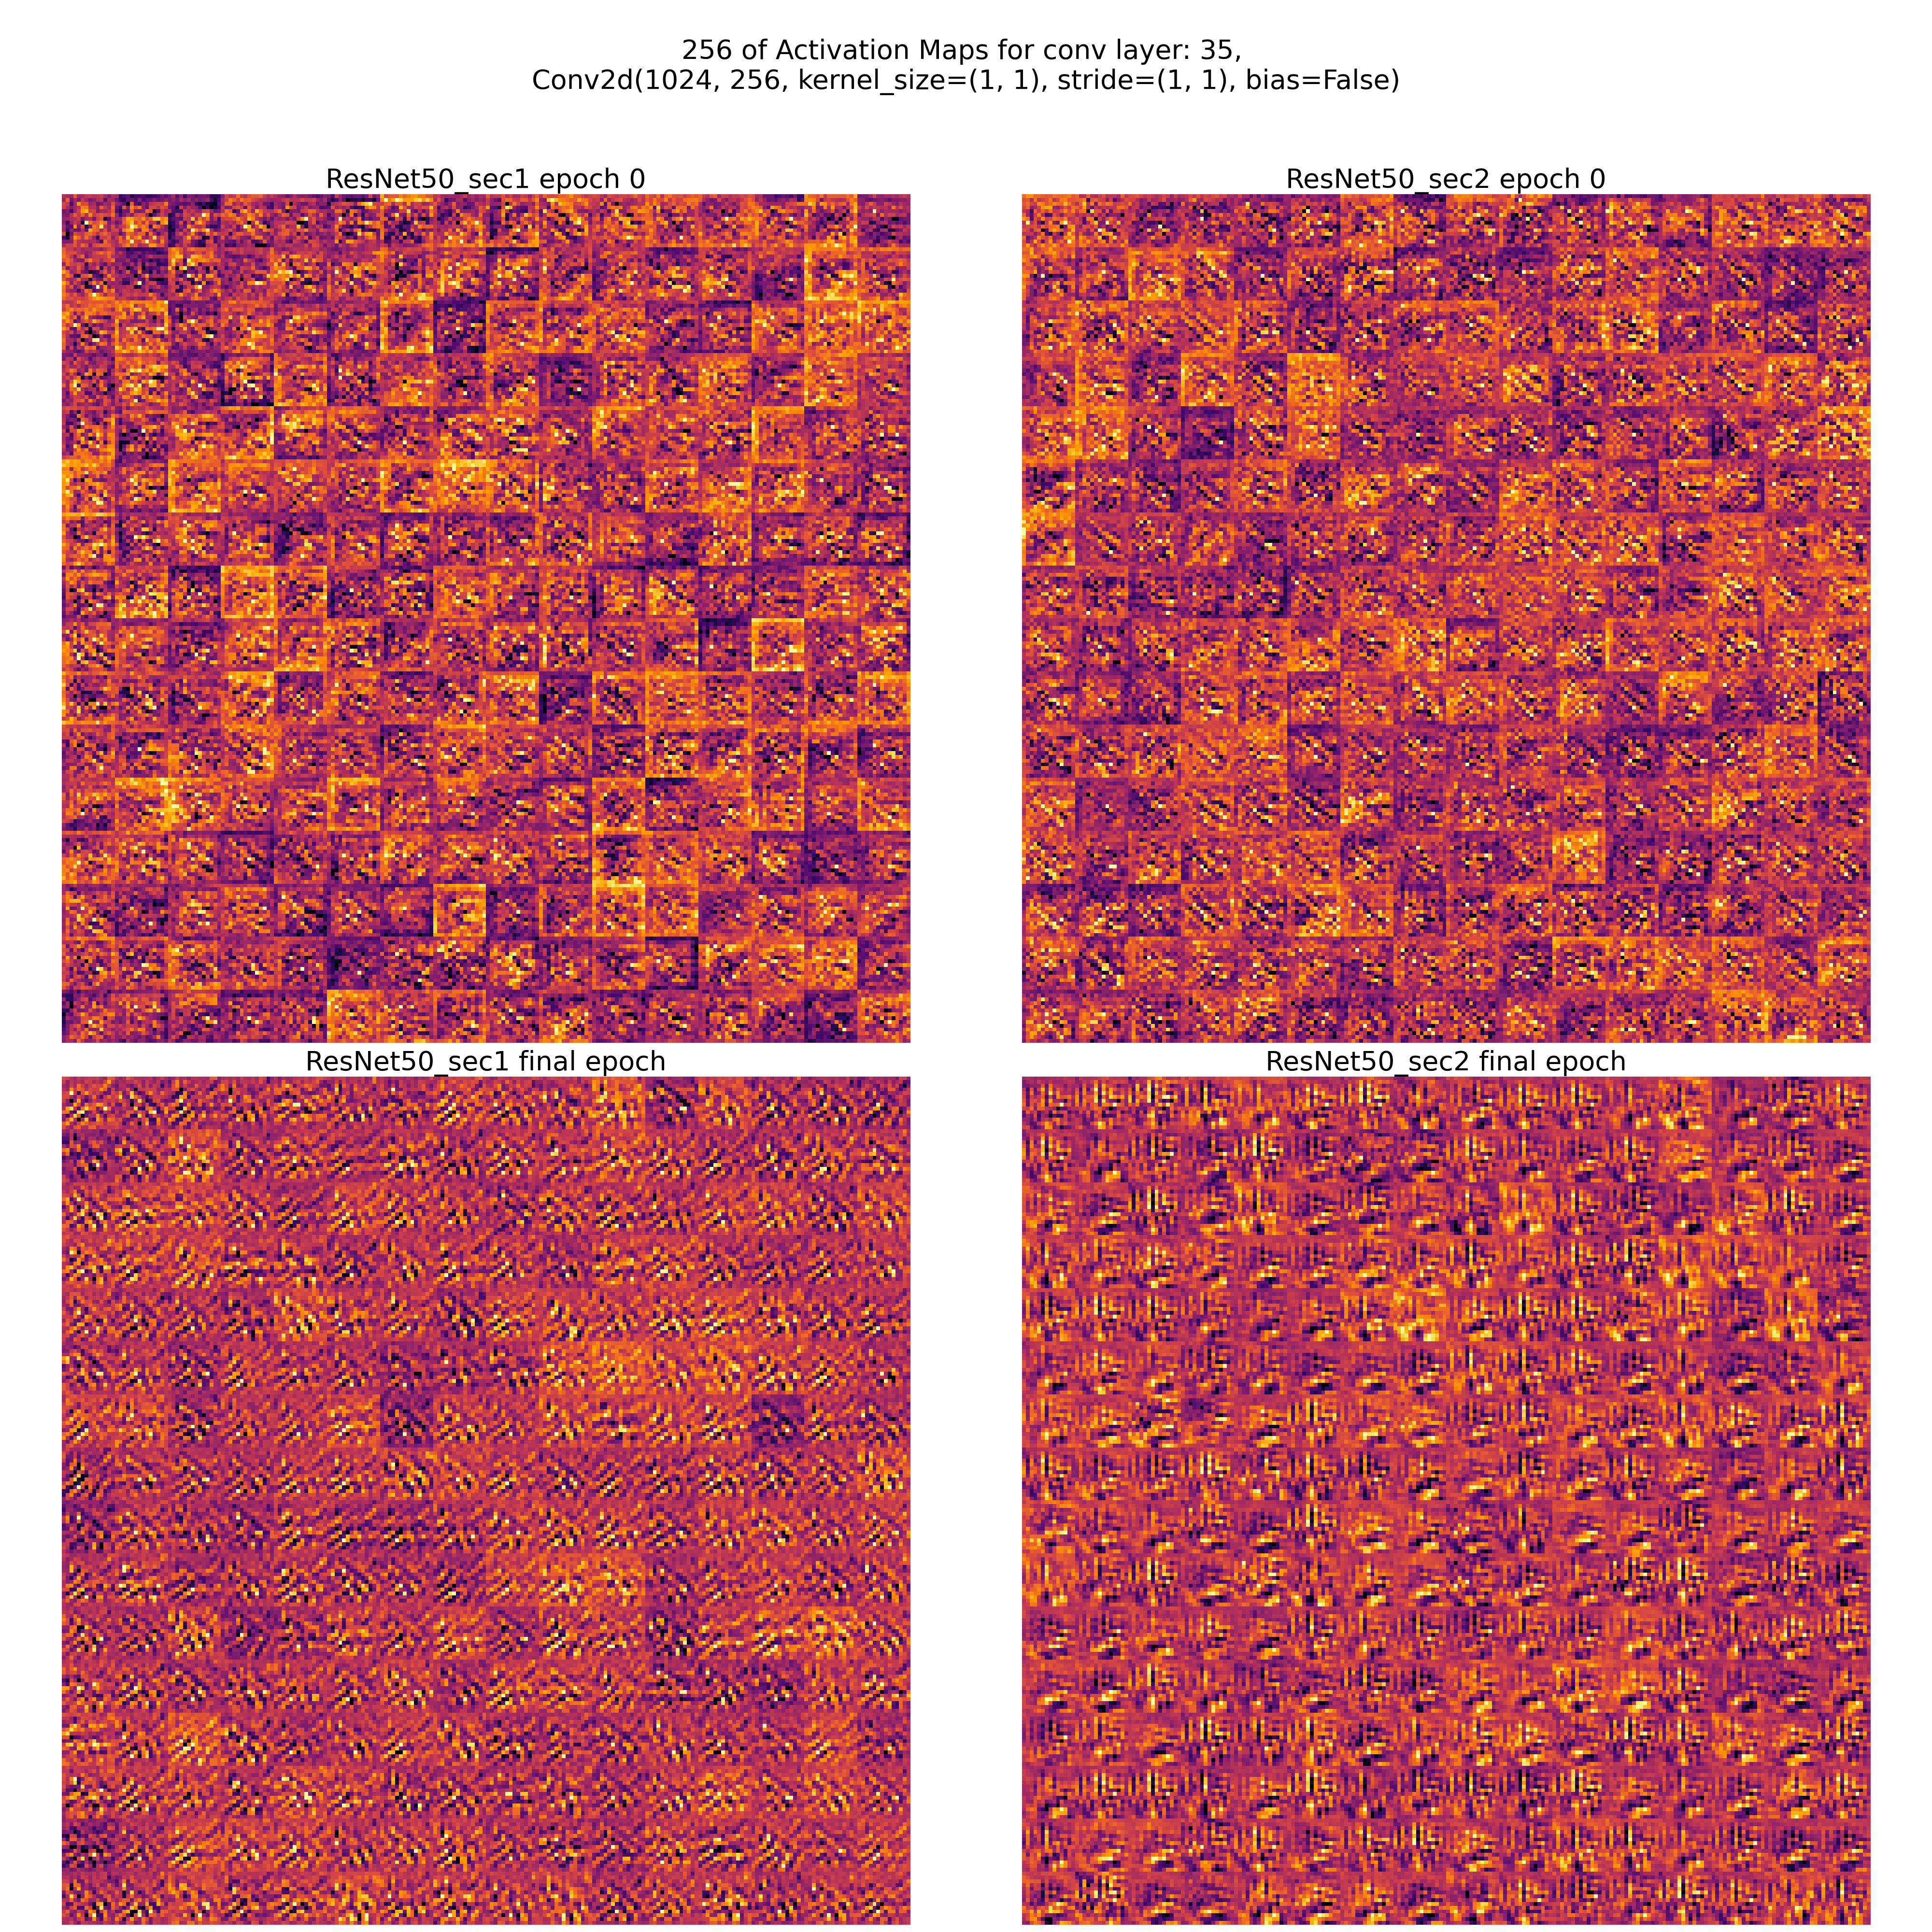 256 of Activation Maps for conv layer: 35,
Conv2d(1024, 256, kernel_size=(1, 1), stride=(1, 1), bias=False)
ResNet50_sec1 epoch 0
ResNet50_sec2 epoch 0
ResNet50_sec1 final epoch
ResNet50_sec2 final epoch